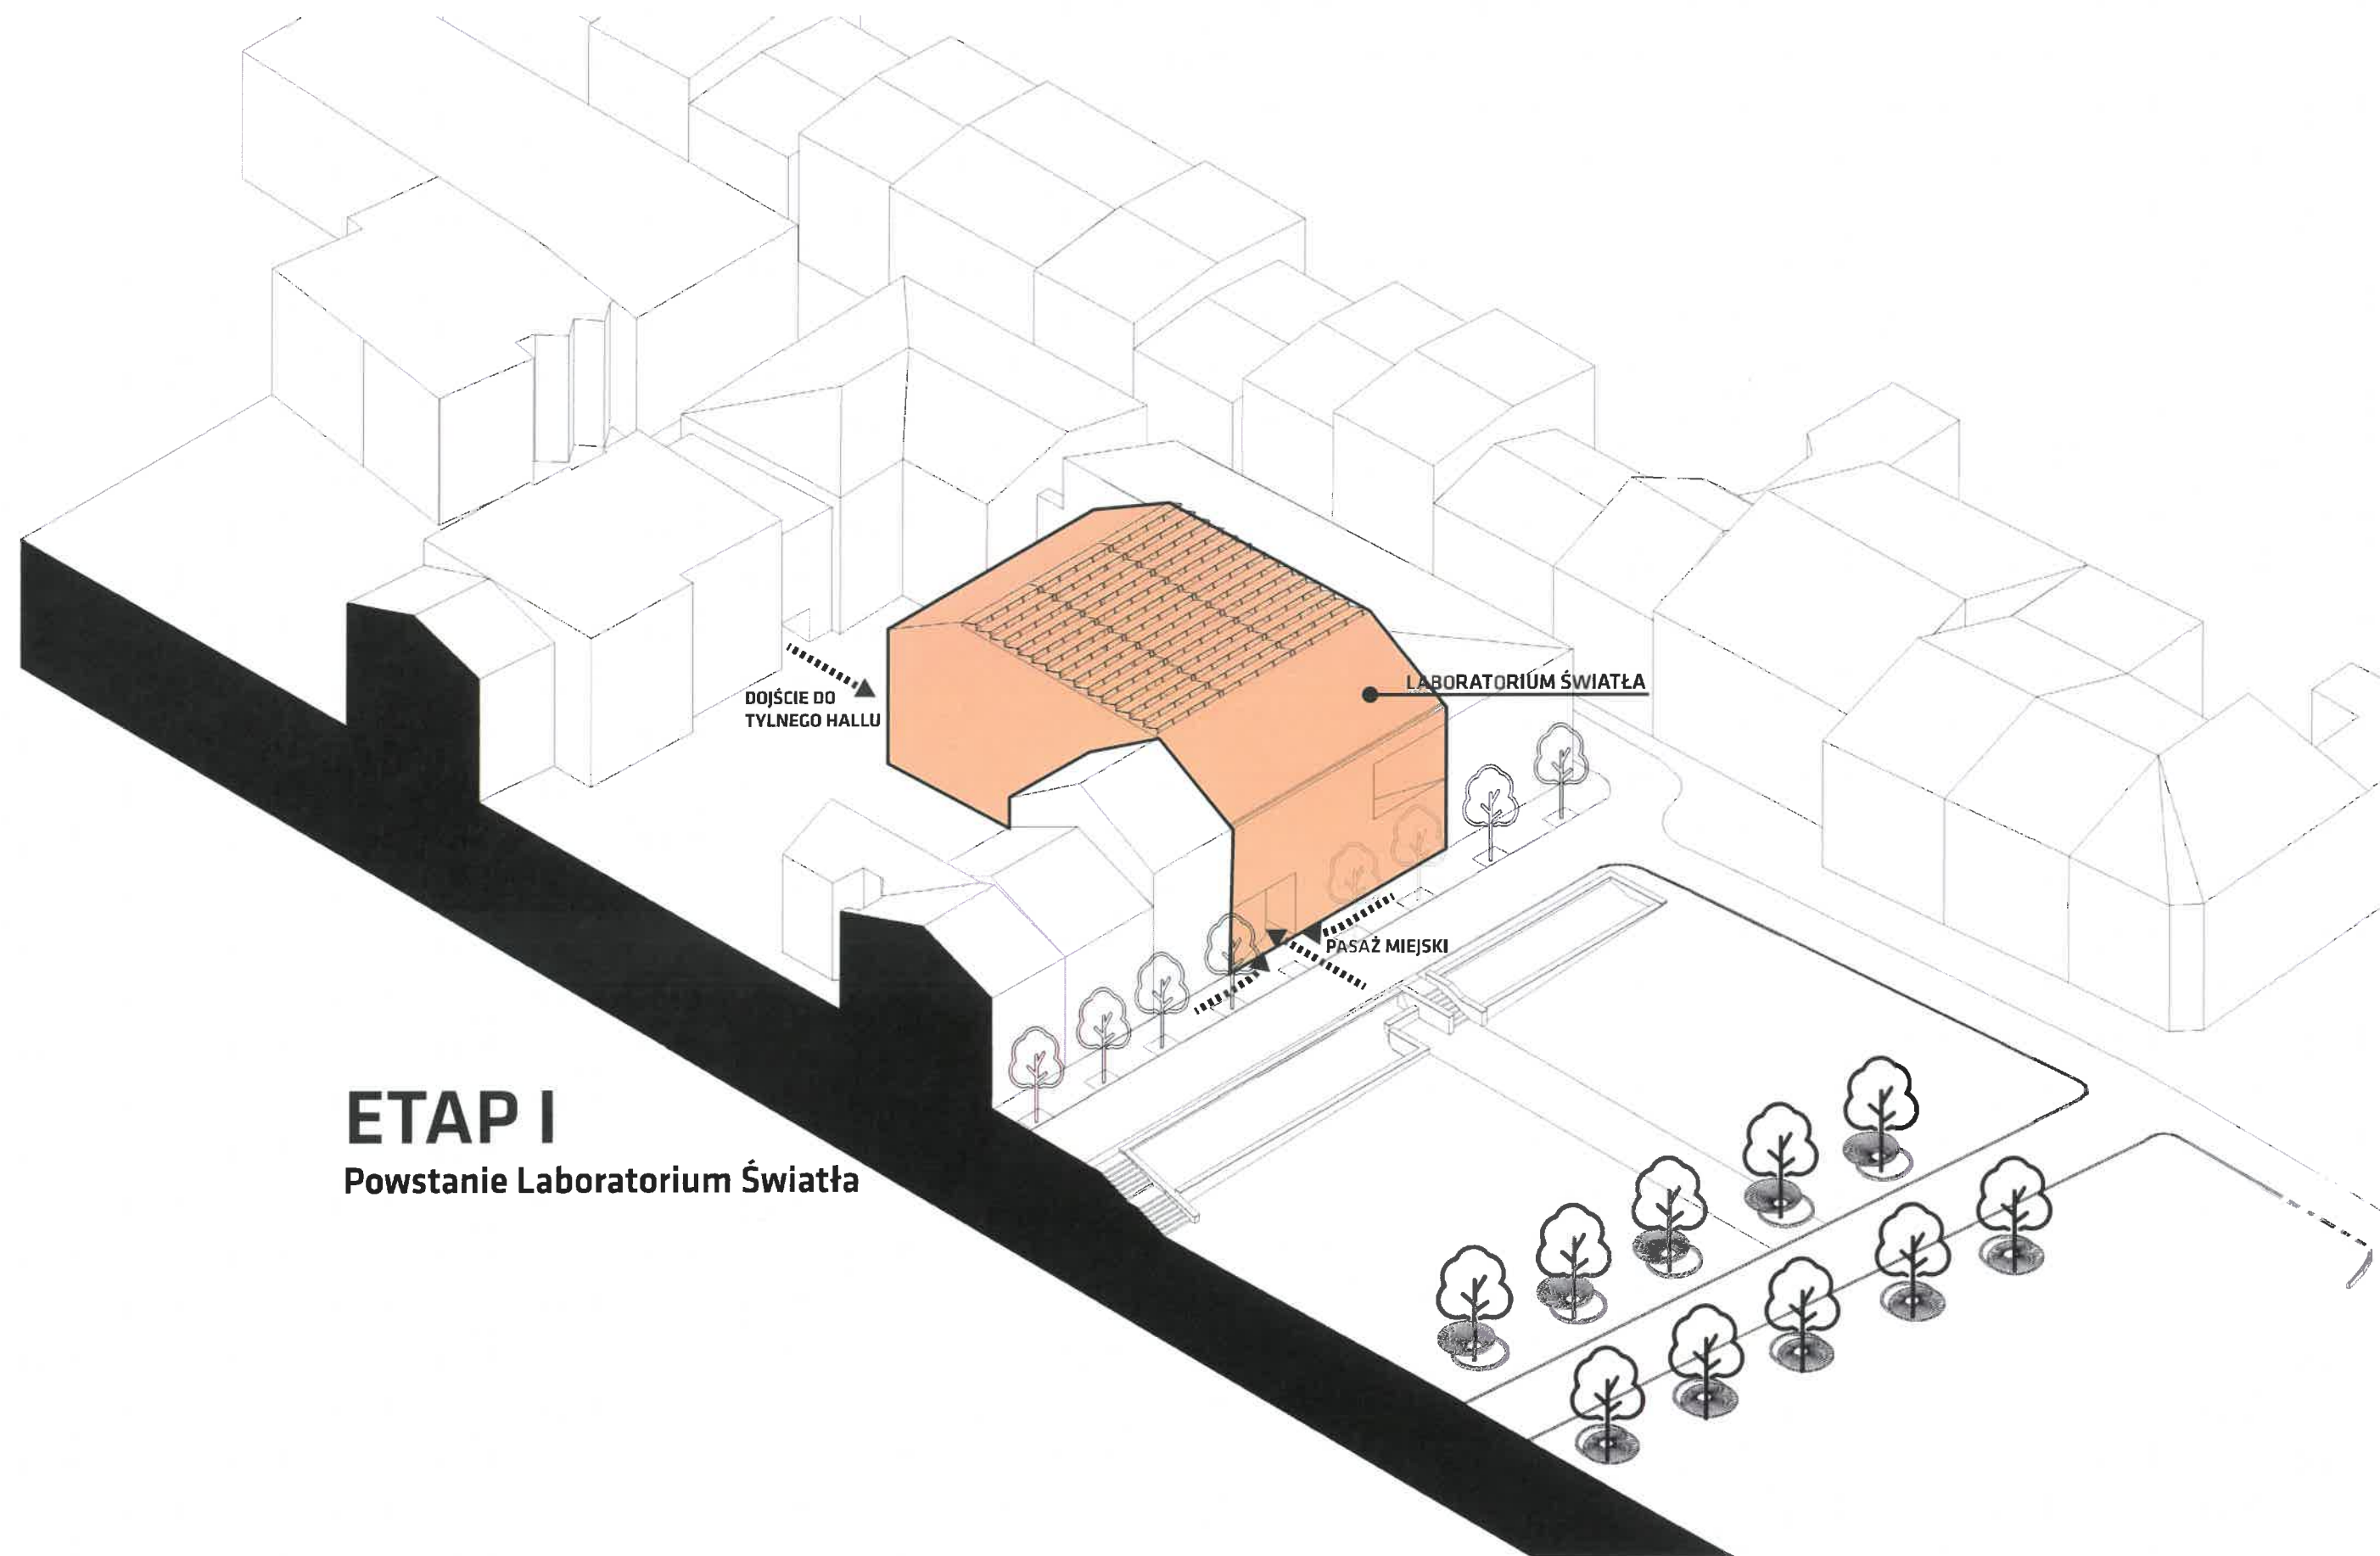 LABORATORIUM ŚWIATŁA
DOJŚCIE DO
TYLNEGO HALLU
PASAŻ MIEJSKI
ETAP I
Powstanie Laboratorium Światła